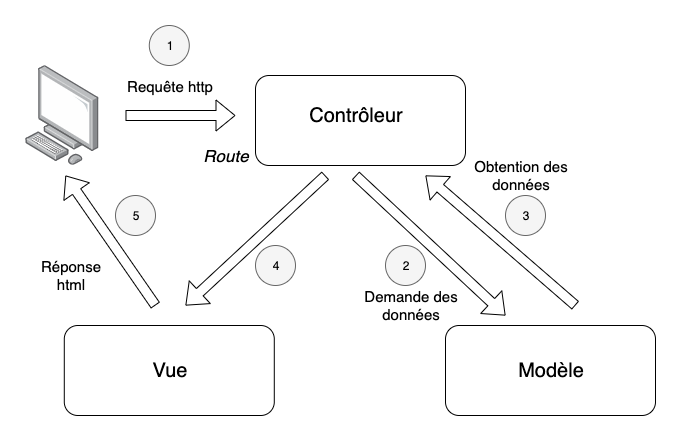 1
Requête http
Contrôleur
Route
Obtention des
données
3
5
4
2
Réponse
html
Demande des
données
Vue
Modèle